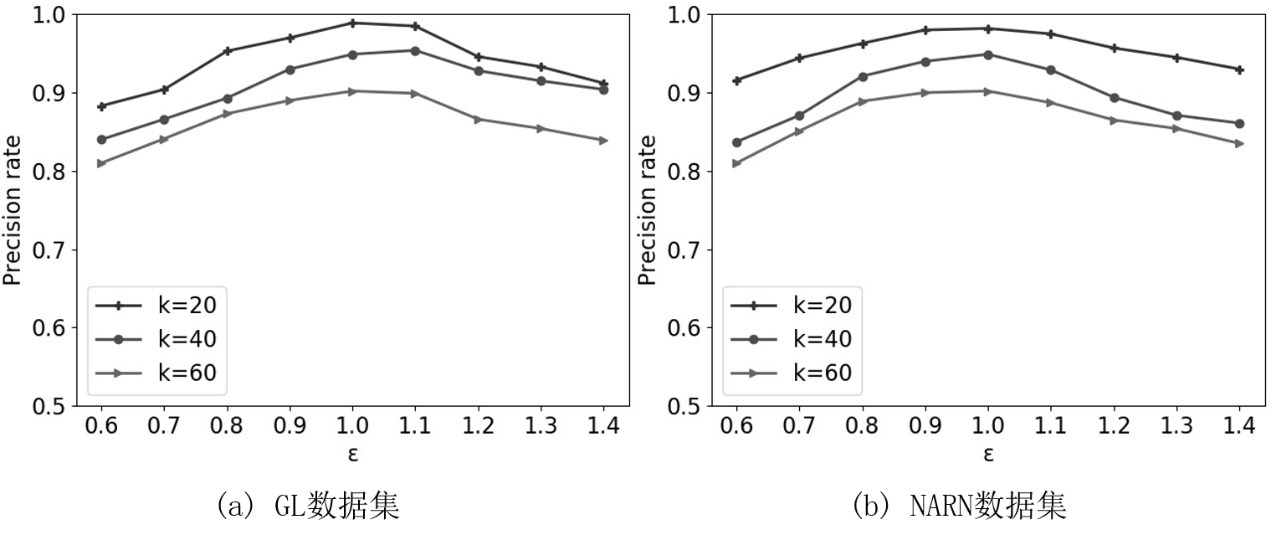 1.0
0.9
0.8
0.7
0.6
0.5
Precision rate
k=20
k=40
k=60
0.6 0.7 0.8 0.9 1.0 1.1 1.2 1.3 1.4
ε
(a) GL数据集
1.0
0.9
0.8
0.7
0.6
0.5
Precision rate
k=20
k=40
k=60
0.6 0.7 0.8 0.9 1.0 1.1 1.2 1.3 1.4
ε
(b) NARN数据集